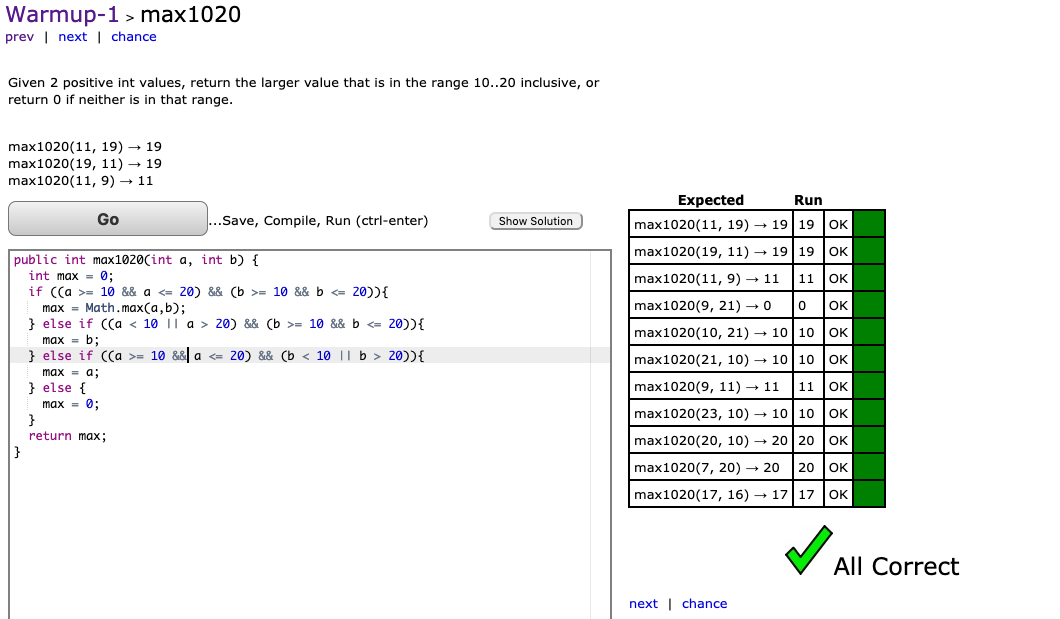 Warmup-1 > max1020
prev | next | chance
Given 2 positive int values, return the larger value that is in the range 10..20 inclusive, or
return 0 if neither is in that range.
max1020(11, 19) → 19
max1020(19, 11) → 19
max1020(11, 9) → 11
Go ...Save, Compile, Run (ctrl-enter) Show Solution
public int max1020(int a, int b) {
  int max = 0;
  if ((a >= 10 && a <= 20) && (b >= 10 && b <= 20)){
    max = Math.max(a,b);
  } else if ((a < 10 || a > 20) && (b >= 10 && b <= 20)){
    max = b;
  } else if ((a >= 10 && a <= 20) && (b < 10 || b > 20)){
    max = a;
  } else {
    max = 0;
  }
  return max;
}
Expected Run
max1020(11, 19) → 19 19 OK
max1020(19, 11) → 19 19 OK
max1020(11, 9) → 11 11 OK
max1020(9, 21) → 0 0 OK
max1020(10, 21) → 10 10 OK
max1020(21, 10) → 10 10 OK
max1020(9, 11) → 11 11 OK
max1020(23, 10) → 10 10 OK
max1020(20, 10) → 20 20 OK
max1020(7, 20) → 20 20 OK
max1020(17, 16) → 17 17 OK
All Correct
next | chance